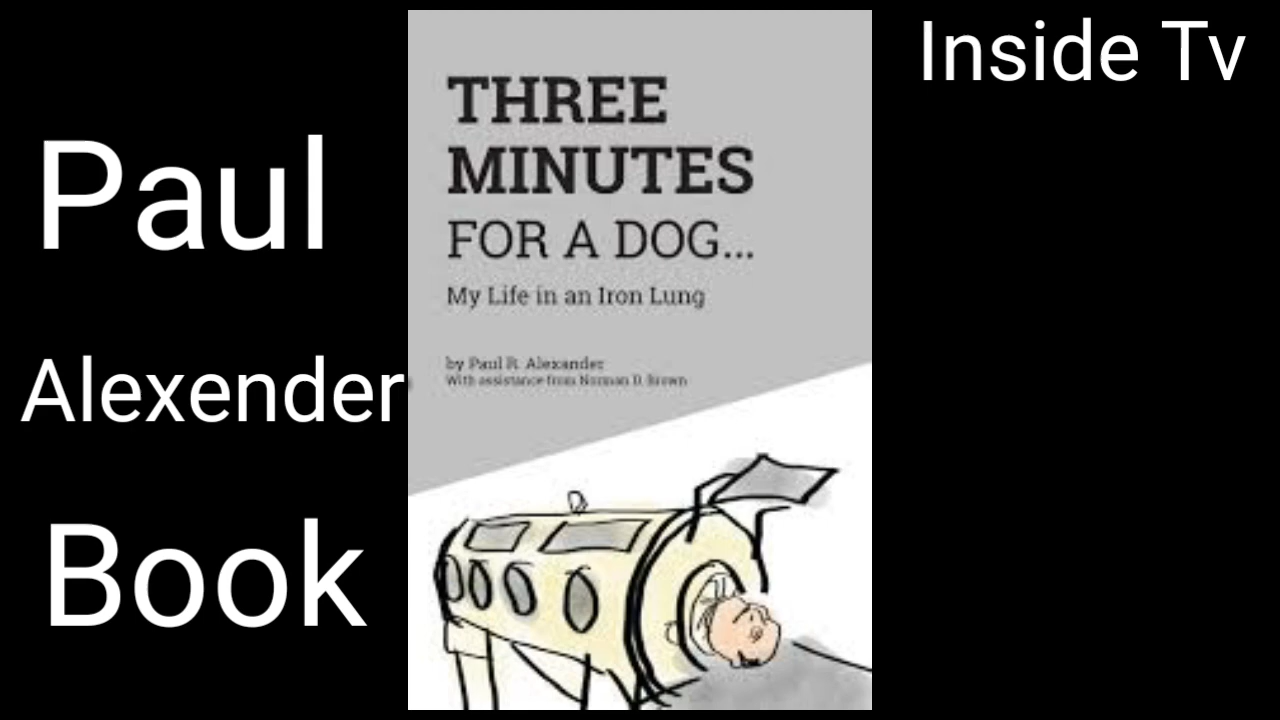 Paul
Alexender
Book
THREE
MINUTES
FOR A DOG...
My Life in an Iron Lung
by Paul R. Alexander
With assistance from Norman D. Brown
Inside Tv